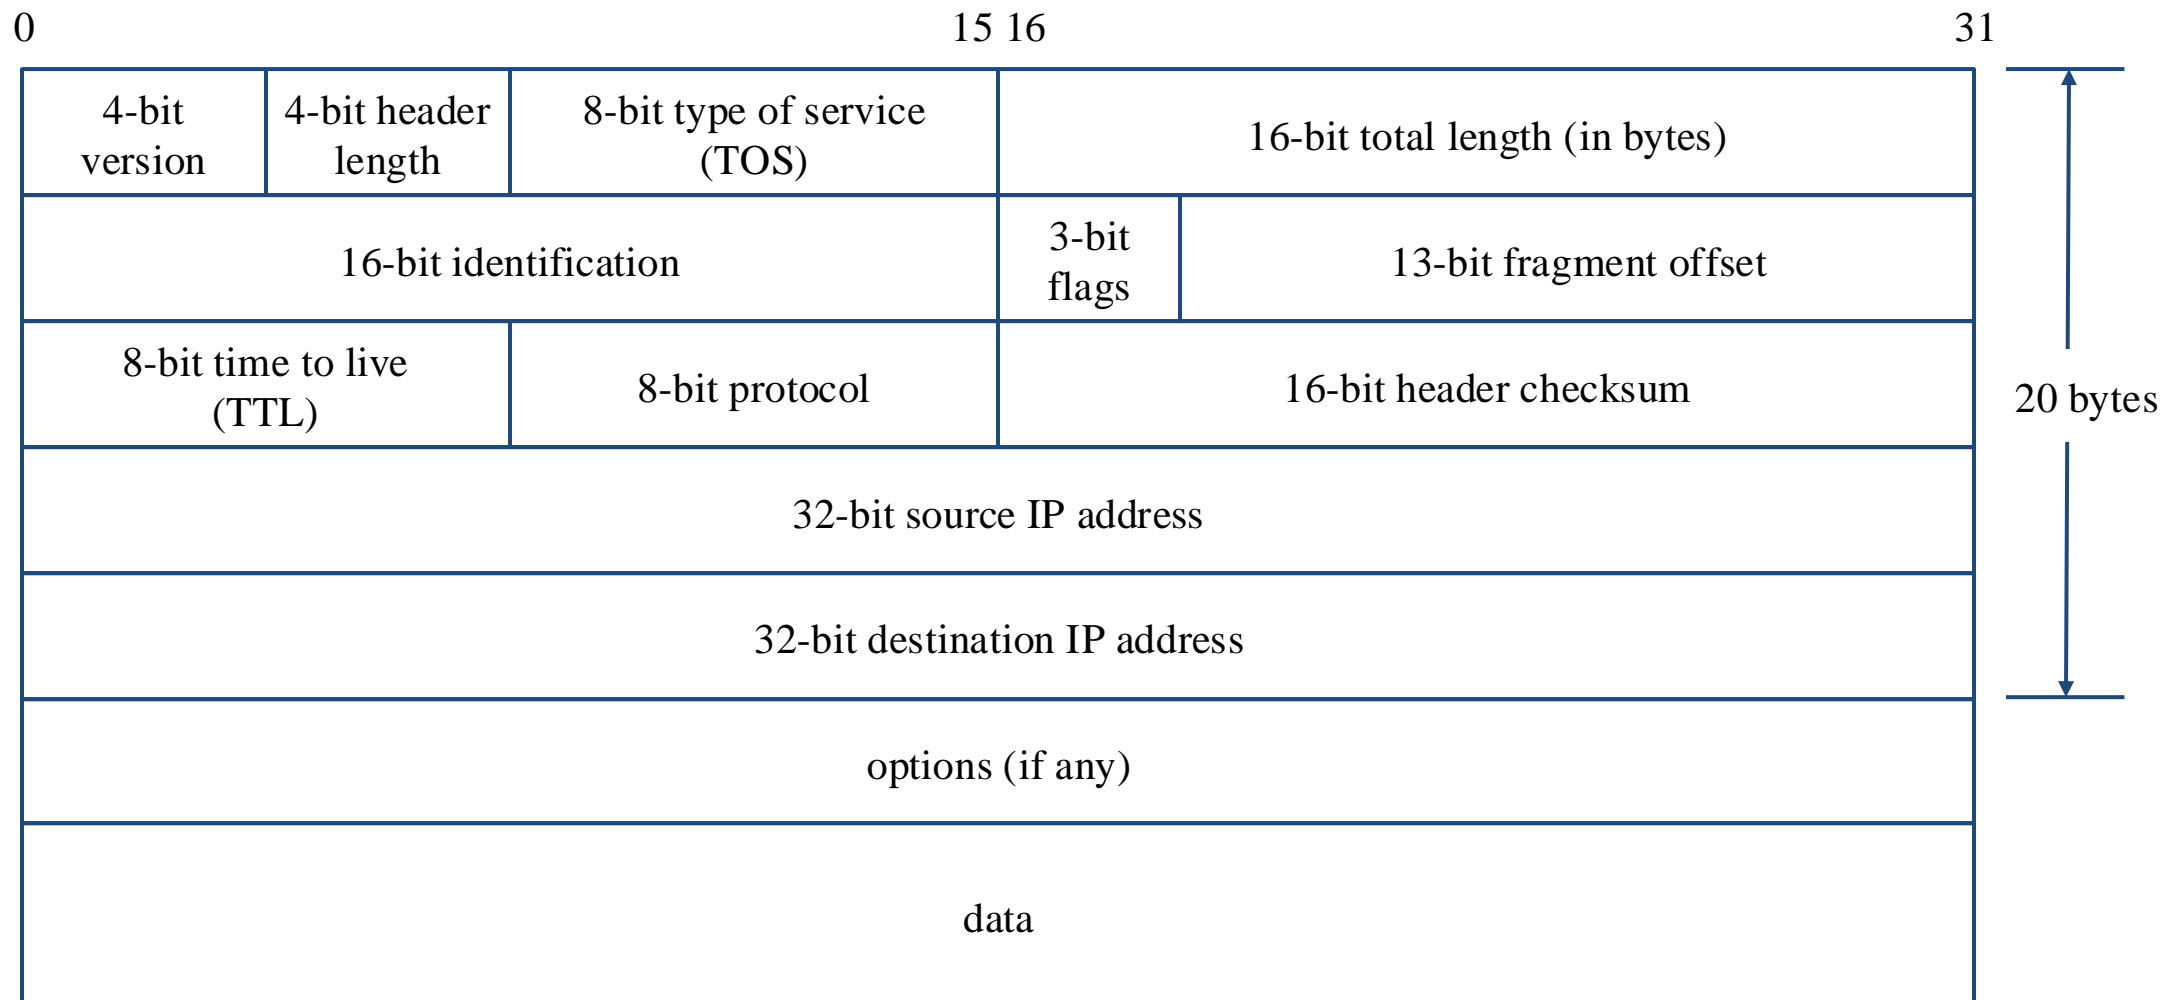 0
15 16
31
4-bit
version
4-bit header
length
8-bit type of service
(TOS)
16-bit total length (in bytes)
16-bit identification
3-bit
flags
13-bit fragment offset
8-bit time to live
(TTL)
8-bit protocol
16-bit header checksum
20 bytes
32-bit source IP address
32-bit destination IP address
options (if any)
data